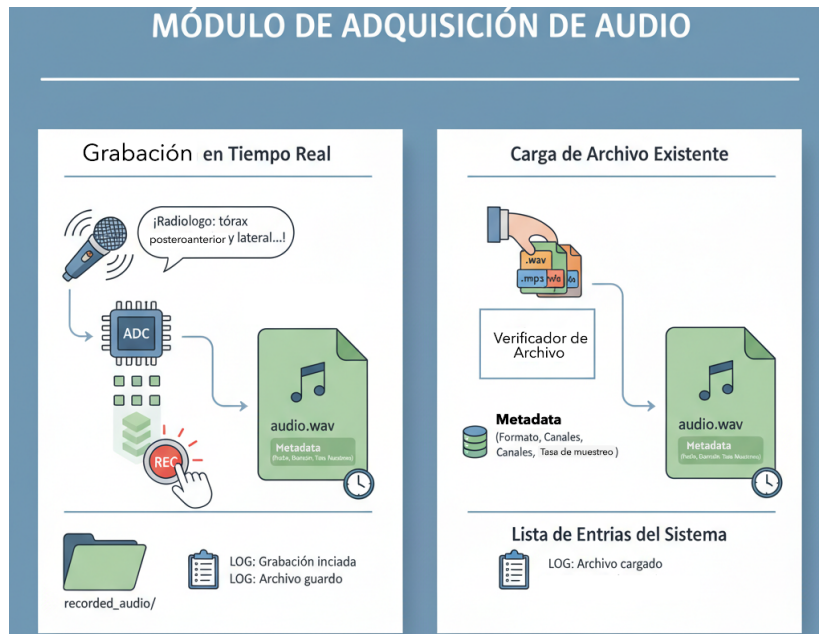 MÓDULO DE ADQUISICIÓN DE AUDIO
Grabación en Tiempo Real
¡Radiologo: tórax
posteroanterior y lateral...!
ADC
REC
audio.wav
Metadata
recorded_audio/
LOG: Grabación inciada
LOG: Archivo guardo
Carga de Archivo Existente
.wav
.mp3
Verificador de
Archivo
Metadata
(Formato, Canales,
Canales, Tasa de muestreo )
audio.wav
Metadata
Lista de Entrias del Sistema
LOG: Archivo cargado